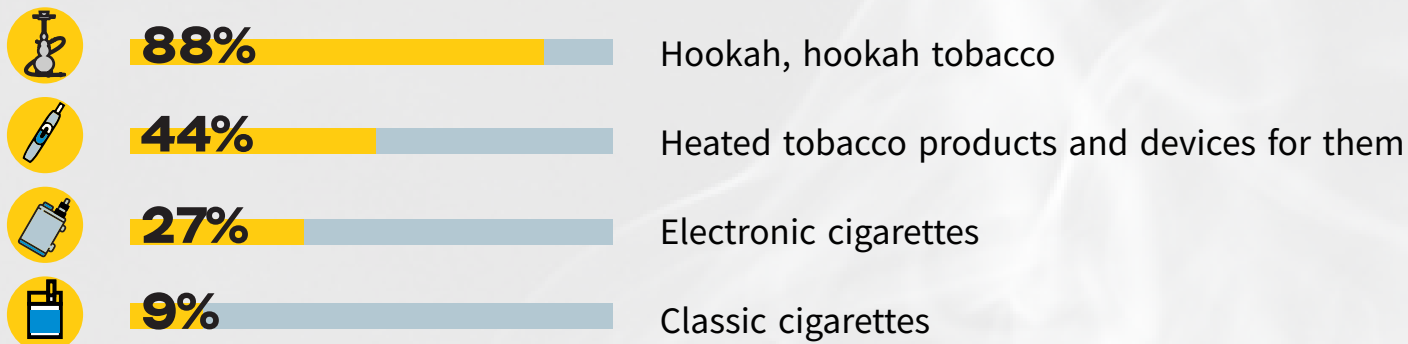 88% Hookah, hookah tobacco
44% Heated tobacco products and devices for them
27% Electronic cigarettes
9% Classic cigarettes